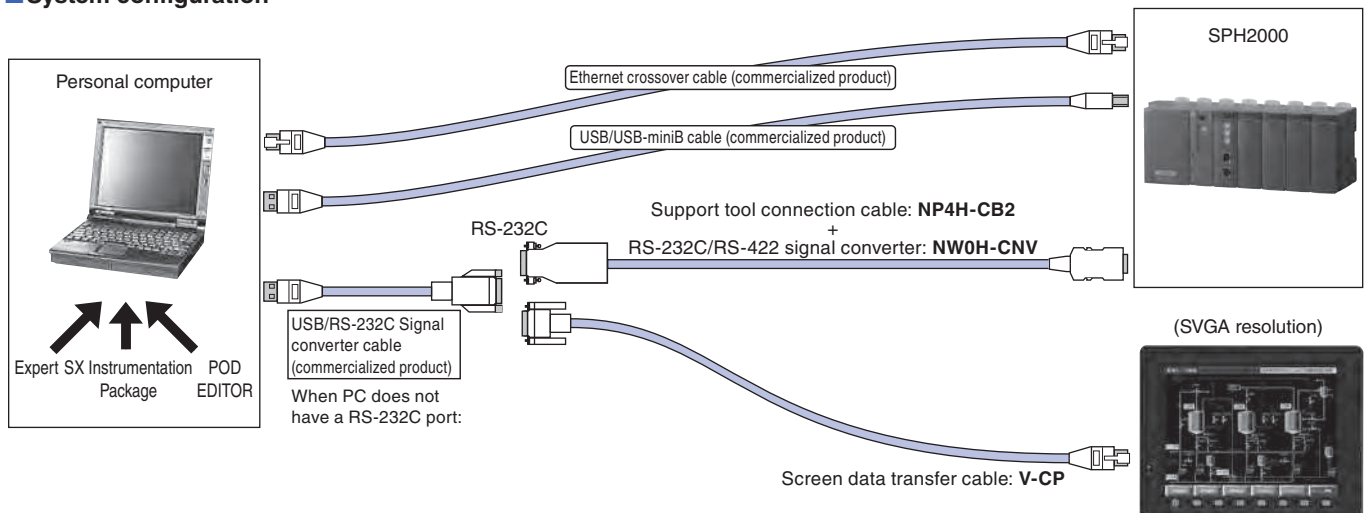 System configuration
Personal computer
Expert SX Instrumentation Package
POD EDITOR
Ethernet crossover cable (commercialized product)
USB/USB-miniB cable (commercialized product)
RS-232C
Support tool connection cable: NP4H-CB2
+
RS-232C/RS-422 signal converter: NW0H-CNV
USB/RS-232C Signal
converter cable
(commercialized product)
When PC does not
have a RS-232C port:
Screen data transfer cable: V-CP
SPH2000
(SVGA resolution)